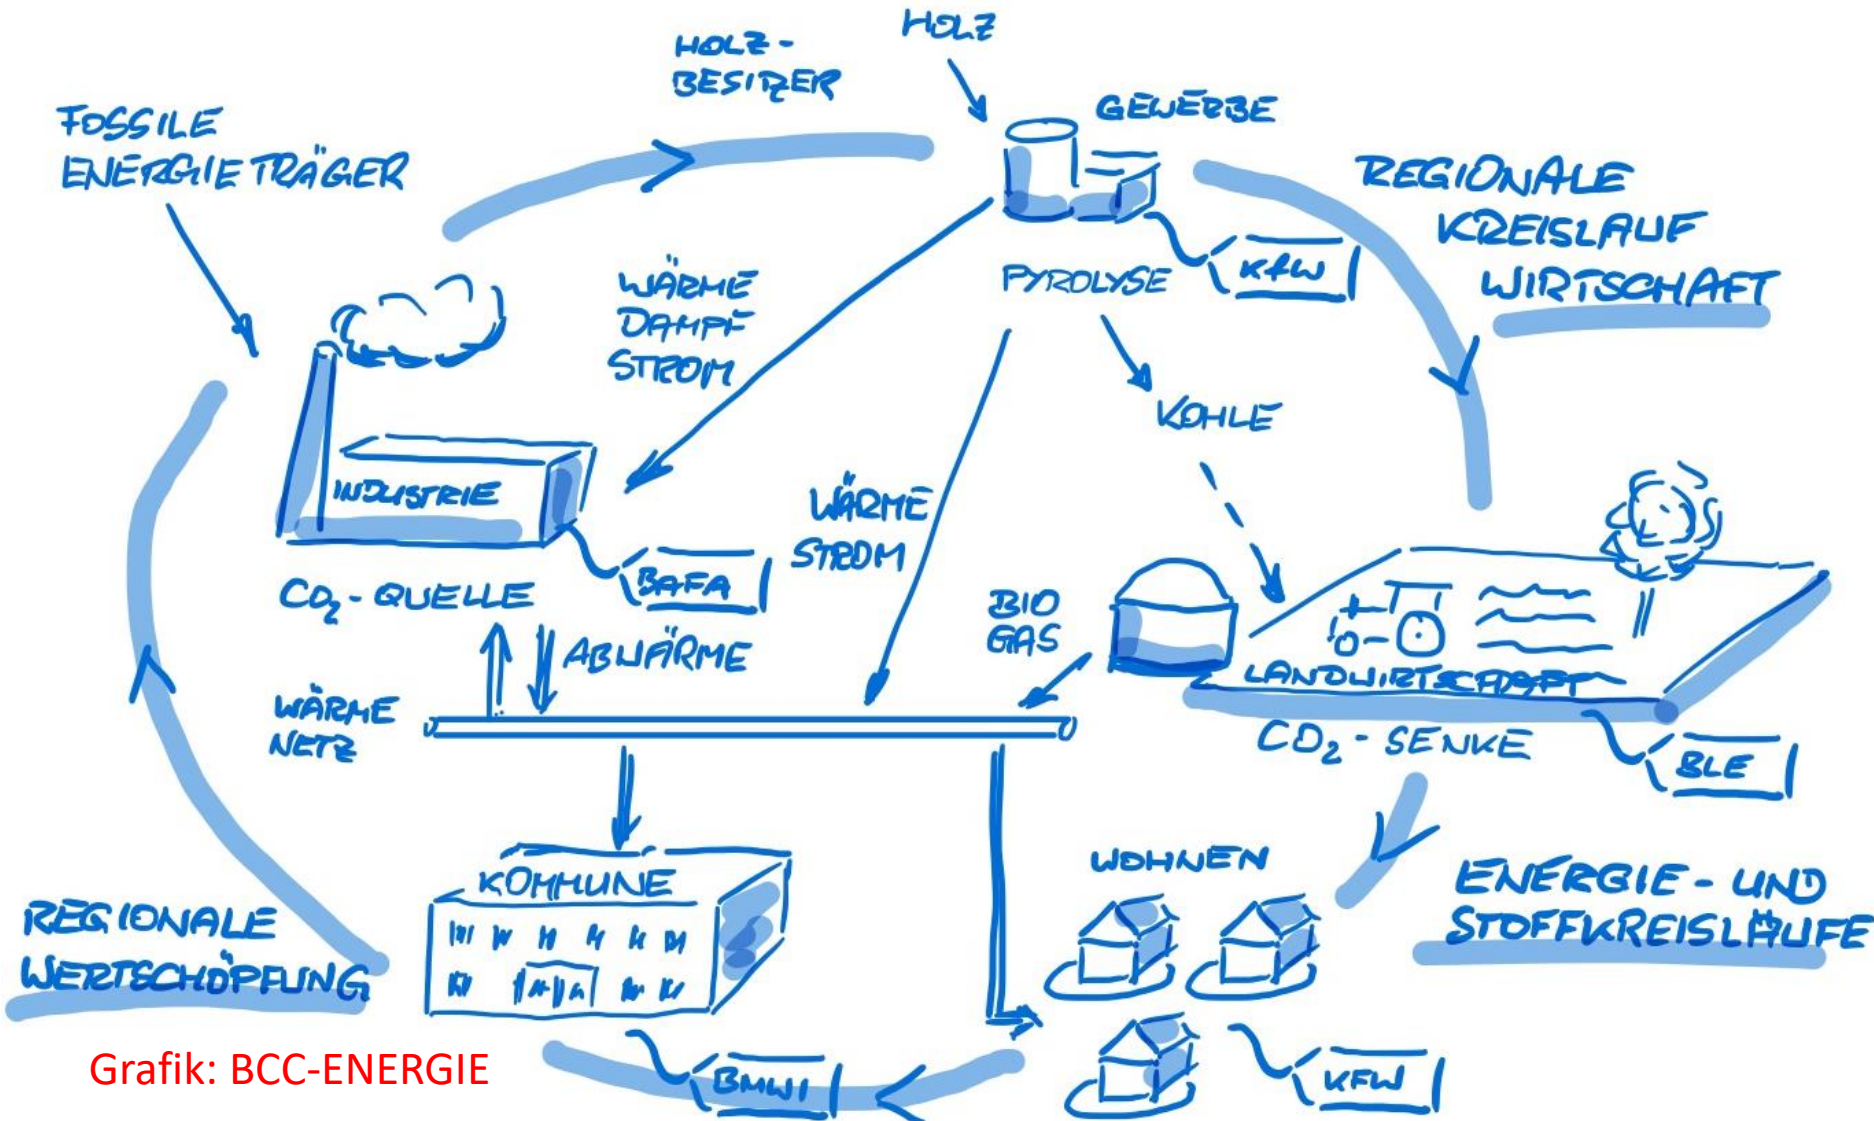 HOLZ
HOLZ-
BESITZER
GEWERBE
FOSSILE
ENERGIETRÄGER
REGIONALE
KREISLAUF
WIRTSCHAFT
KfW
PYROLYSE
WÄRME
DAMPF
STROM
KOHLE
INDUSTRIE
WÄRME
STROM
BAFA
CO₂-QUELLE
BIO
GAS
ABWÄRME
LANDWIRTSCHAFT
WÄRME
NETZ
CO₂-SENKE
BLE
WOHNEN
KOMMUNE
ENERGIE- UND
STOFFKREISLÄUFE
REGIONALE
WERTSCHÖPFUNG
Grafik: BCC-ENERGIE
BMWI
KFW